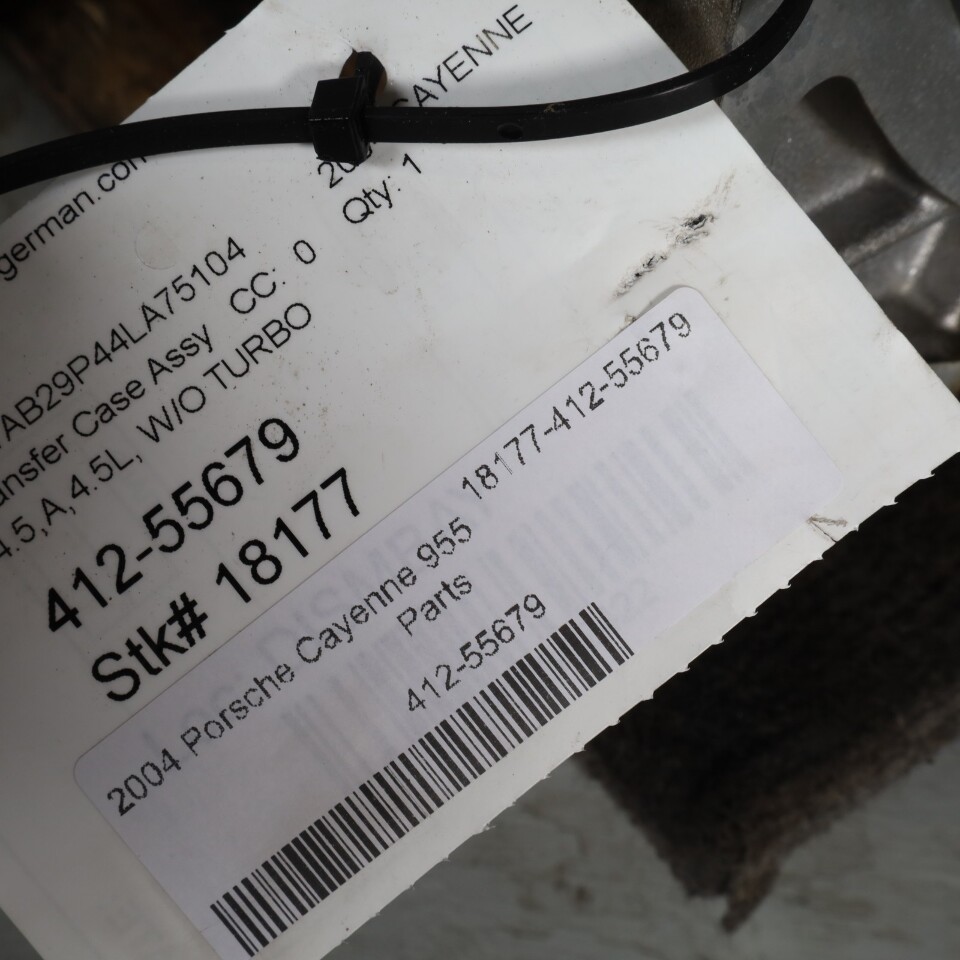 german.com
CAYENNE
Qty: 1
AB29P44LA75104
Case Assy CC: 0
4.5,A,4.5L, W/O TURBO
412-55679
Stk# 18177
2004 Porsche Cayenne 955 18177-412-55679
Parts
412-55679